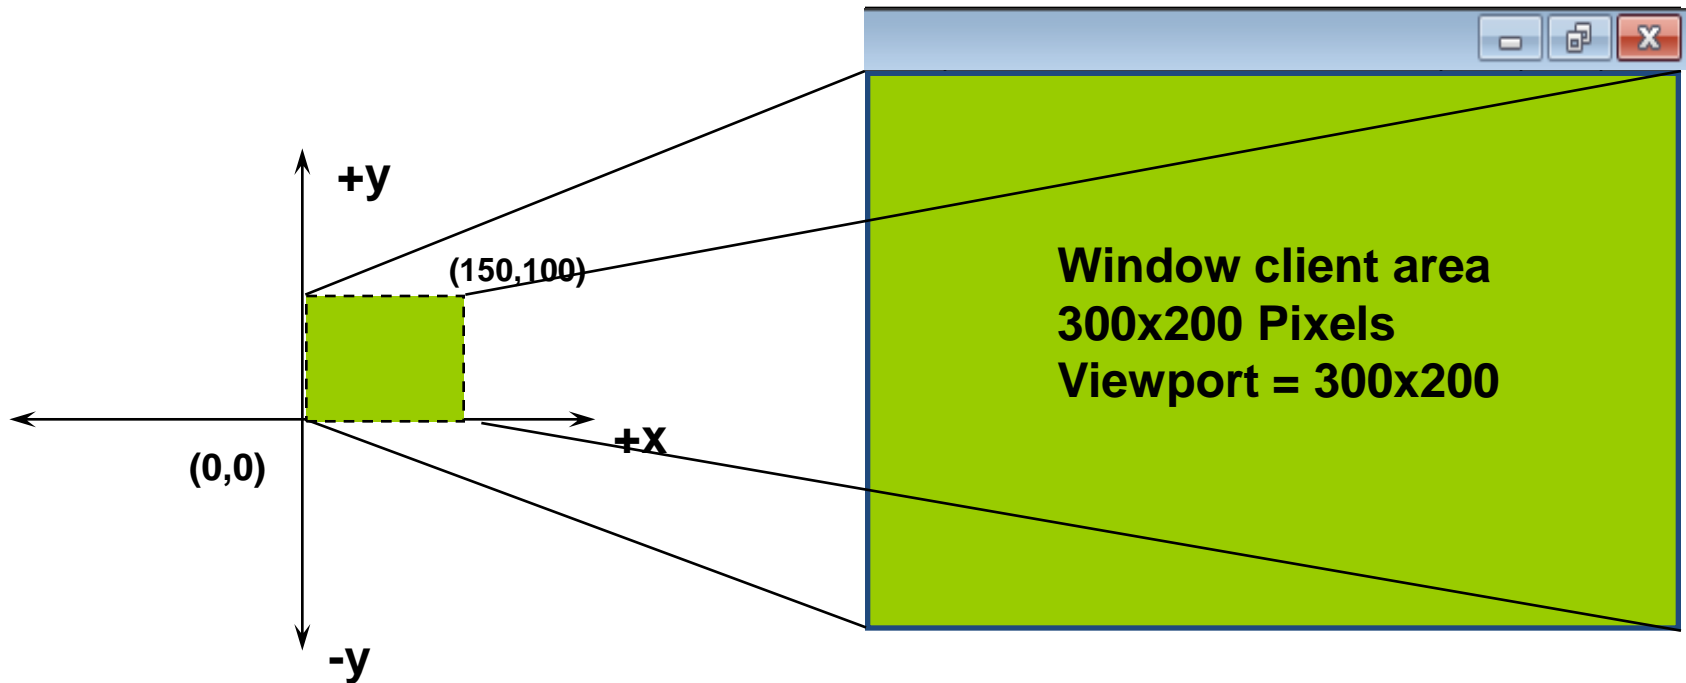 +y
(150,100)
+x
(0,0)
-y
X
Window client area
300x200 Pixels
Viewport = 300x200